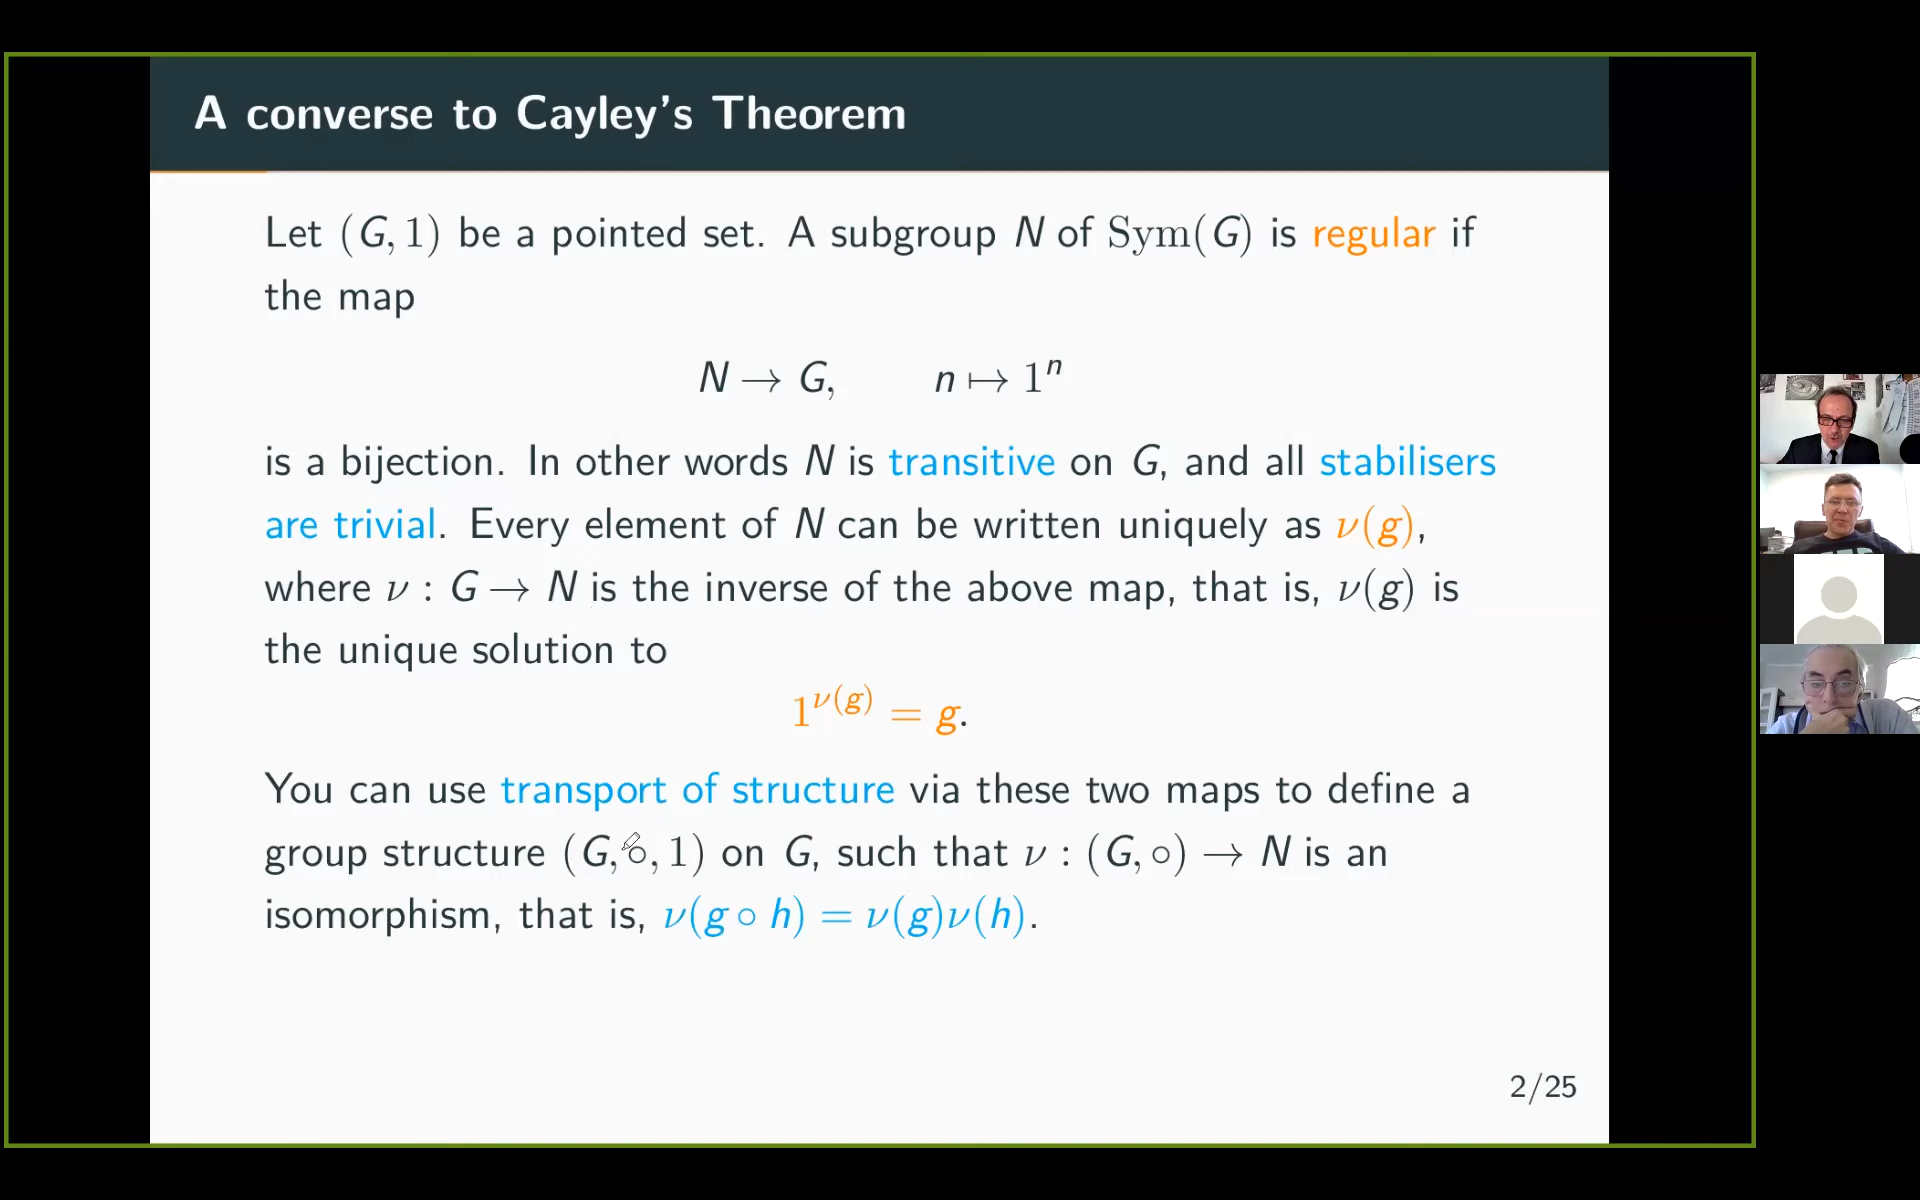 A converse to Cayley's Theorem
Let (G, 1) be a pointed set. A subgroup N of Sym(G) is regular if
the map
N → G, n ↦ 1ⁿ
is a bijection. In other words N is transitive on G, and all stabilisers
are trivial. Every element of N can be written uniquely as ν(g),
where ν : G → N is the inverse of the above map, that is, ν(g) is
the unique solution to
1^{ν(g)} = g.
You can use transport of structure via these two maps to define a
group structure (G, ∘, 1) on G, such that ν : (G, ∘) → N is an
isomorphism, that is, ν(g ∘ h) = ν(g)ν(h).
2/25